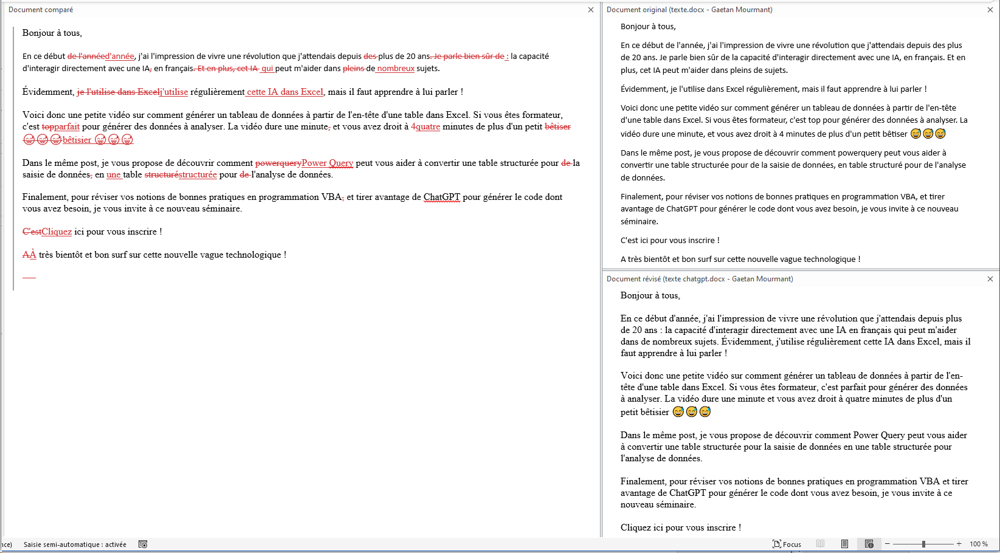 Document comparé
Bonjour à tous,
En ce début de l'annéed'année, j'ai l'impression de vivre une révolution que j'attendais depuis des plus de 20 ans. Je parle bien sûr de : la capacité
d'interagir directement avec une IA, en français. Et en plus, cet IA qui peut m'aider dans pleins de nombreux sujets.
Évidemment, je l'utilise dans Excelj'utilise régulièrement cette IA dans Excel, mais il faut apprendre à lui parler !
Voici donc une petite vidéo sur comment générer un tableau de données à partir de l'en-tête d'une table dans Excel. Si vous êtes formateur,
c'est topparfait pour générer des données à analyser. La vidéo dure une minute, et vous avez droit à 4quatre minutes de plus d'un petit bêtiser
😅😅😅bêtisier 😅😅😅
Dans le même post, je vous propose de découvrir comment powerqueryPower Query peut vous aider à convertir une table structurée pour de la
saisie de données, en une table structuréstructurée pour de l'analyse de données.
Finalement, pour réviser vos notions de bonnes pratiques en programmation VBA, et tirer avantage de ChatGPT pour générer le code dont
vous avez besoin, je vous invite à ce nouveau séminaire.
C'estCliquez ici pour vous inscrire !
AÀ très bientôt et bon surf sur cette nouvelle vague technologique !
Document original (texte.docx - Gaetan Mourmant)
Bonjour à tous,
En ce début de l'année, j'ai l'impression de vivre une révolution que j'attendais depuis des plus
de 20 ans. Je parle bien sûr de la capacité d'interagir directement avec une IA, en français. Et en
plus, cet IA peut m'aider dans pleins de sujets.
Évidemment, je l'utilise dans Excel régulièrement, mais il faut apprendre à lui parler !
Voici donc une petite vidéo sur comment générer un tableau de données à partir de l'en-tête
d'une table dans Excel. Si vous êtes formateur, c'est top pour générer des données à analyser. La
vidéo dure une minute, et vous avez droit à 4 minutes de plus d'un petit bêtiser 😅😅😅
Dans le même post, je vous propose de découvrir comment powerquery peut vous aider à
convertir une table structurée pour de la saisie de données, en table structuré pour de l'analyse
de données.
Finalement, pour réviser vos notions de bonnes pratiques en programmation VBA, et tirer
avantage de ChatGPT pour générer le code dont vous avez besoin, je vous invite à ce nouveau
séminaire.
C'est ici pour vous inscrire !
A très bientôt et bon surf sur cette nouvelle vague technologique !
Document révisé (texte chatgpt.docx - Gaetan Mourmant)
Bonjour à tous,
En ce début d'année, j'ai l'impression de vivre une révolution que j'attendais depuis plus
de 20 ans : la capacité d'interagir directement avec une IA en français qui peut m'aider
dans de nombreux sujets. Évidemment, j'utilise régulièrement cette IA dans Excel, mais il
faut apprendre à lui parler !
Voici donc une petite vidéo sur comment générer un tableau de données à partir de l'en-
tête d'une table dans Excel. Si vous êtes formateur, c'est parfait pour générer des données
à analyser. La vidéo dure une minute et vous avez droit à quatre minutes de plus d'un
petit bêtisier 😅😅😅
Dans le même post, je vous propose de découvrir comment Power Query peut vous aider
à convertir une table structurée pour la saisie de données en une table structurée pour
l'analyse de données.
Finalement, pour réviser vos notions de bonnes pratiques en programmation VBA et tirer
avantage de ChatGPT pour générer le code dont vous avez besoin, je vous invite à ce
nouveau séminaire.
Cliquez ici pour vous inscrire !
nce) Saisie semi-automatique : activée Focus 100 %